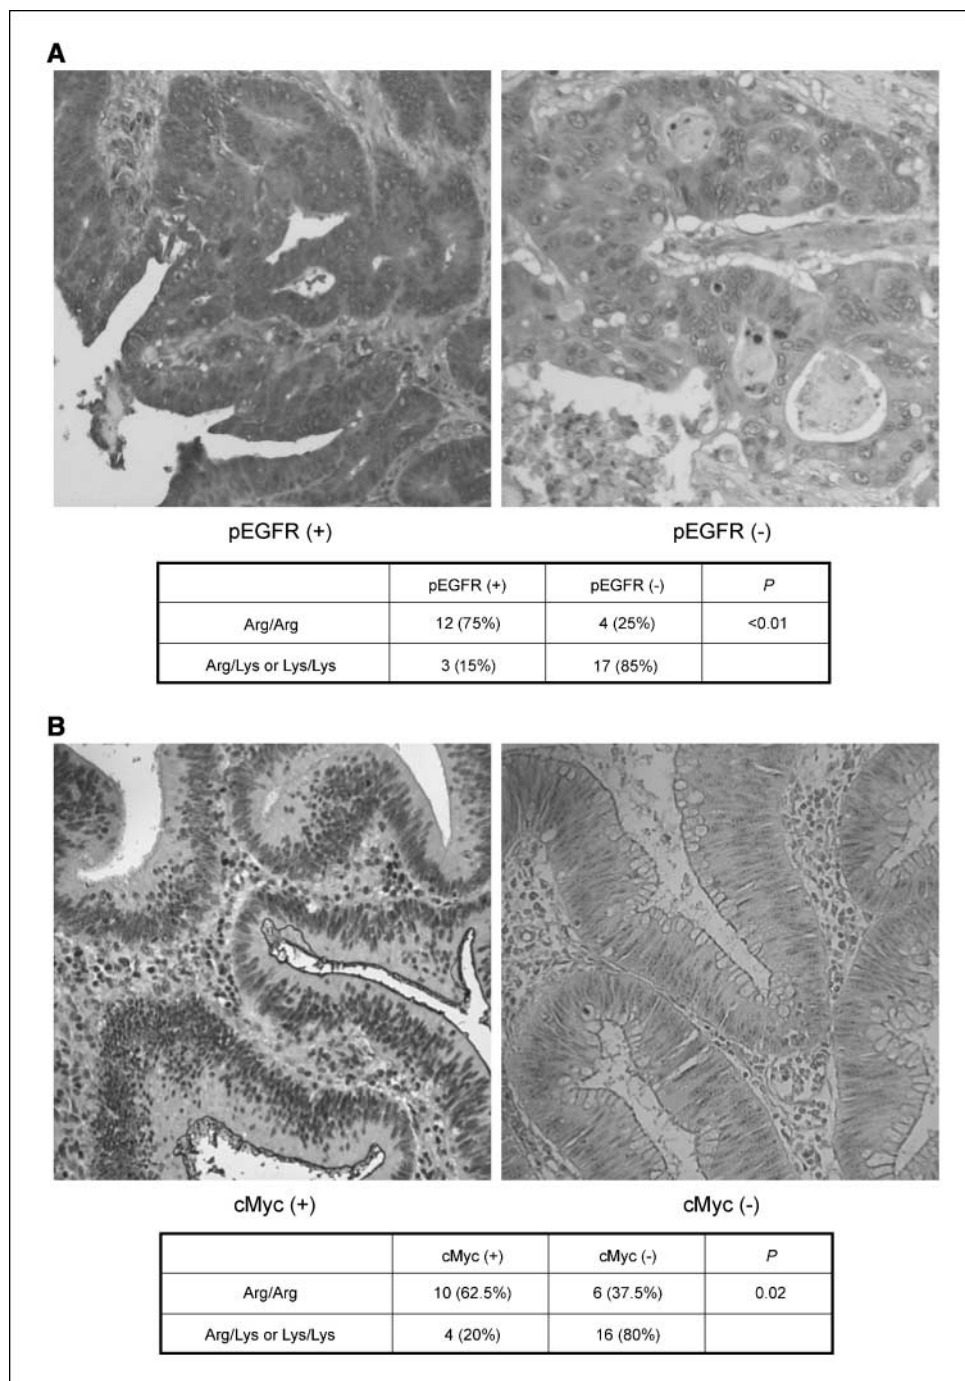 A
pEGFR (+) pEGFR (-)
pEGFR (+) pEGFR (-) P
Arg/Arg 12 (75%) 4 (25%) <0.01
Arg/Lys or Lys/Lys 3 (15%) 17 (85%)
B
cMyc (+) cMyc (-)
cMyc (+) cMyc (-) P
Arg/Arg 10 (62.5%) 6 (37.5%) 0.02
Arg/Lys or Lys/Lys 4 (20%) 16 (80%)